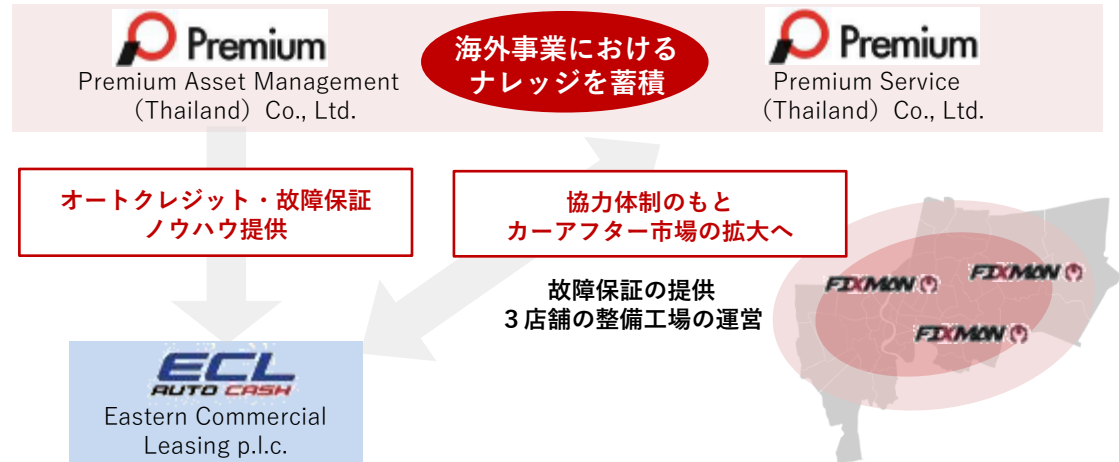 Premium
Premium Asset Management
（Thailand）Co., Ltd.
海外事業における
ナレッジを蓄積
Premium
Premium Service
（Thailand）Co., Ltd.
オートクレジット・故障保証
ノウハウ提供
協力体制のもと
カーアフター市場の拡大へ
故障保証の提供
３店舗の整備工場の運営
FIXMAN
FIXMAN
FIXMAN
ECL
AUTO CASH
Eastern Commercial
Leasing p.l.c.